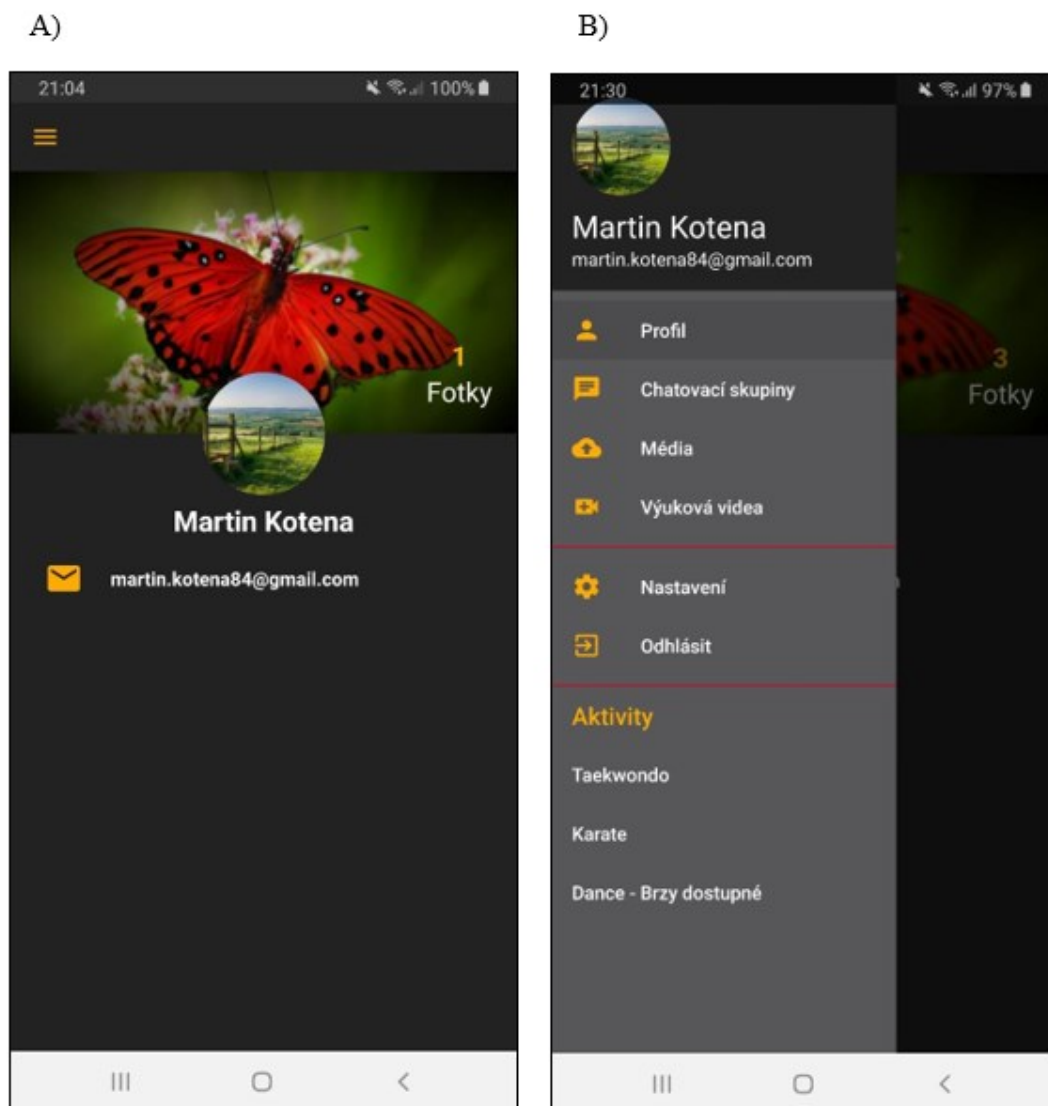 A)
21:04
100%
1
Fotky
Martin Kotena
martin.kotena84@gmail.com
B)
21:30
97%
Martin Kotena
martin.kotena84@gmail.com
Profil
Chatovací skupiny
Média
Výuková videa
Nastavení
Odhlásit
Aktivity
Taekwondo
Karate
Dance - Brzy dostupné
3
Fotky